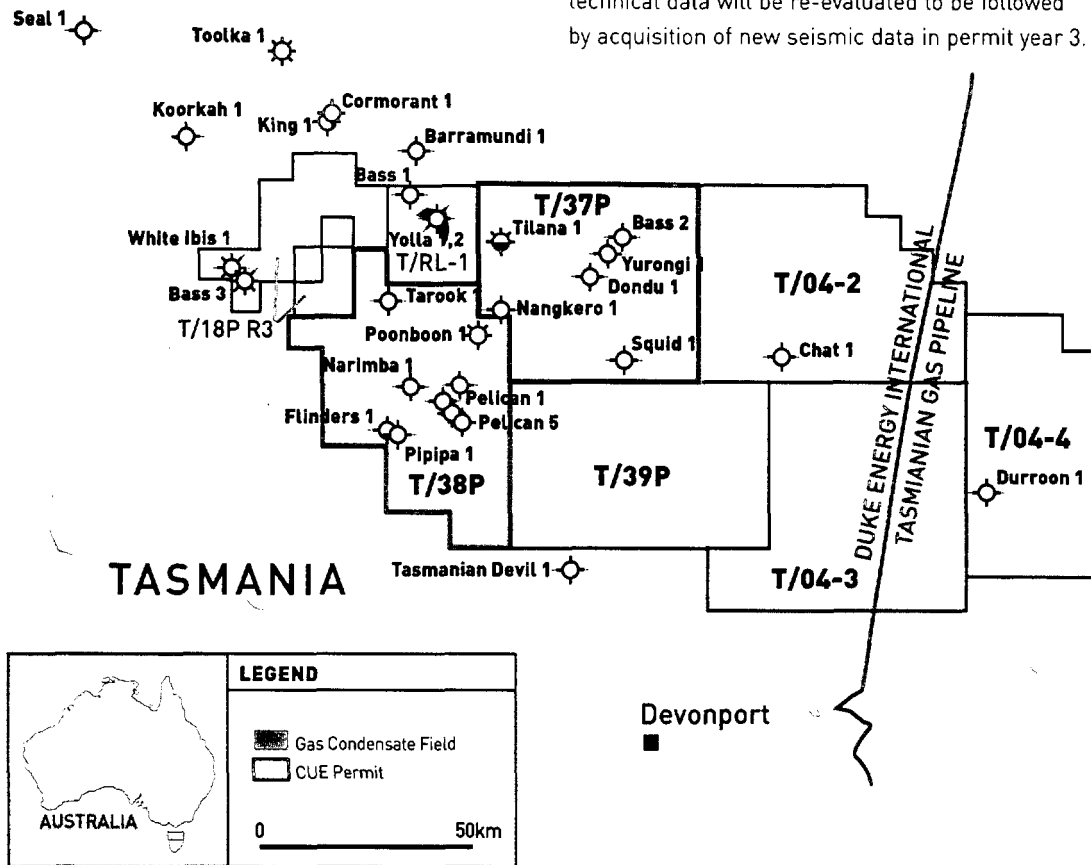 technical data will be re-evaluated to be followed
by acquisition of new seismic data in permit year 3.
Seal 1
Toolka 1
Koorkah 1
Cormorant 1
King 1
Barramundi 1
Bass 1
T/37P
White Ibis 1
Yolla 1,2
T/RL-1
Tilana 1
Bass 2
Yurongi
Dondu 1
T/04-2
Bass 3
T/18P R3
Tarook 1
Nangkero 1
Poonboon 1
Squid 1
Chat 1
Narimba 1
Pelican 1
Flinders 1
Pelican 5
Pipipa 1
T/38P
T/39P
T/04-4
Durroon 1
DUKE ENERGY INTERNATIONAL
TASMANIAN GAS PIPELINE
TASMANIA
Tasmanian Devil 1
T/04-3
LEGEND
Gas Condensate Field
CUE Permit
AUSTRALIA
0 50km
Devonport